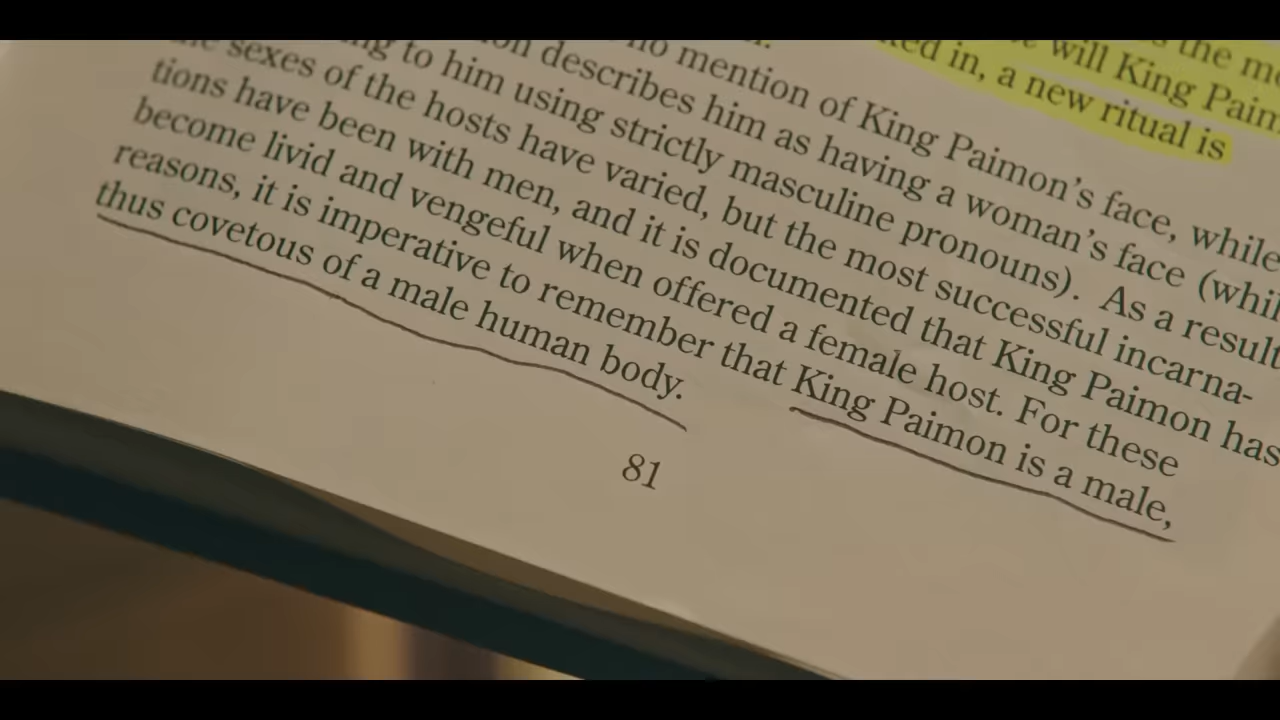 the
will King
in, a new ritual is
no mention of King Paimon's face, while
describes him as having a woman's face
to him using strictly masculine pronouns). As a result
sexes of the hosts have varied, but the most successful incarna-
tions have been with men, and it is documented that King Paimon has
become livid and vengeful when offered a female host. For these
reasons, it is imperative to remember that King Paimon is a male,
thus covetous of a male human body.
81